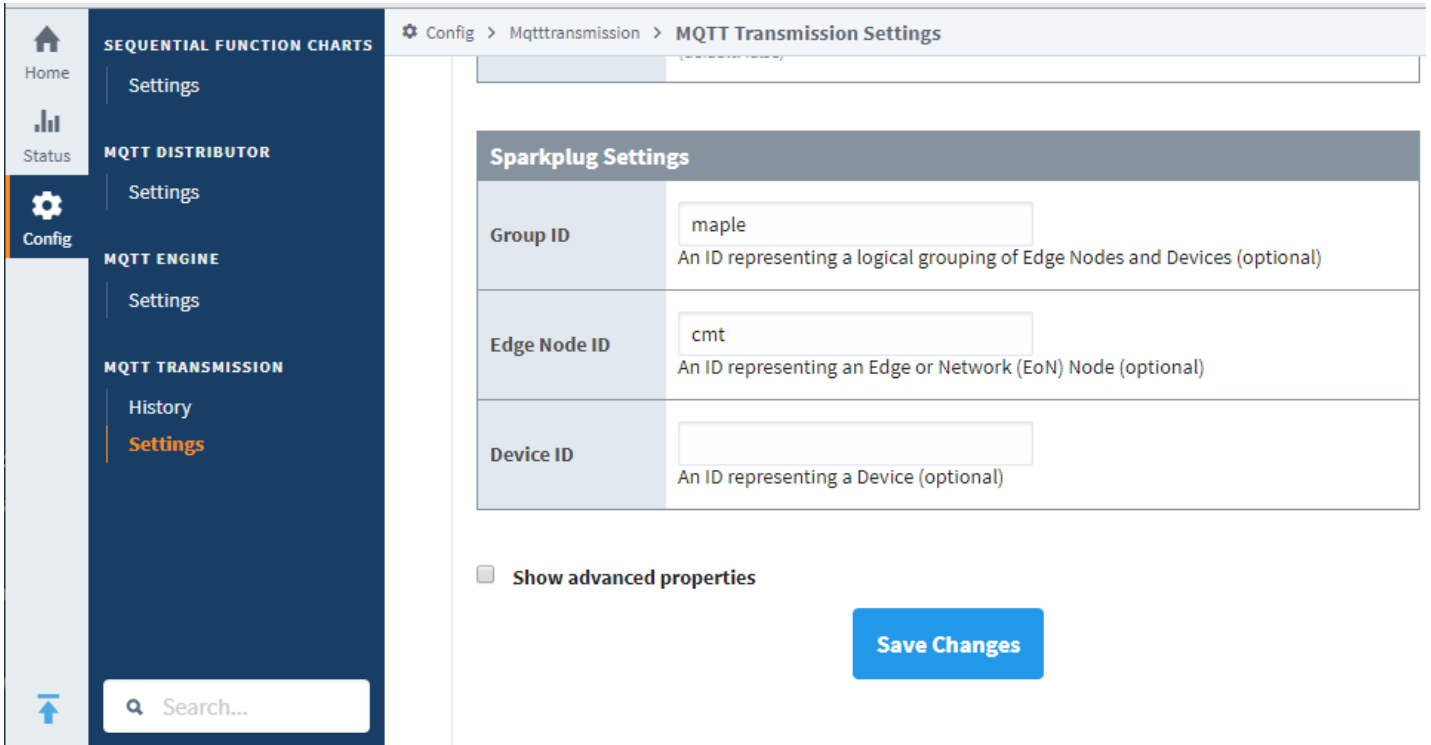 Home
Status
Config
SEQUENTIAL FUNCTION CHARTS
Settings
MQTT DISTRIBUTOR
Settings
MQTT ENGINE
Settings
MQTT TRANSMISSION
History
Settings
Search...
Config > Mqtttransmission > MQTT Transmission Settings
Sparkplug Settings
Group ID
maple
An ID representing a logical grouping of Edge Nodes and Devices (optional)
Edge Node ID
cmt
An ID representing an Edge or Network (EoN) Node (optional)
Device ID
An ID representing a Device (optional)
Show advanced properties
Save Changes